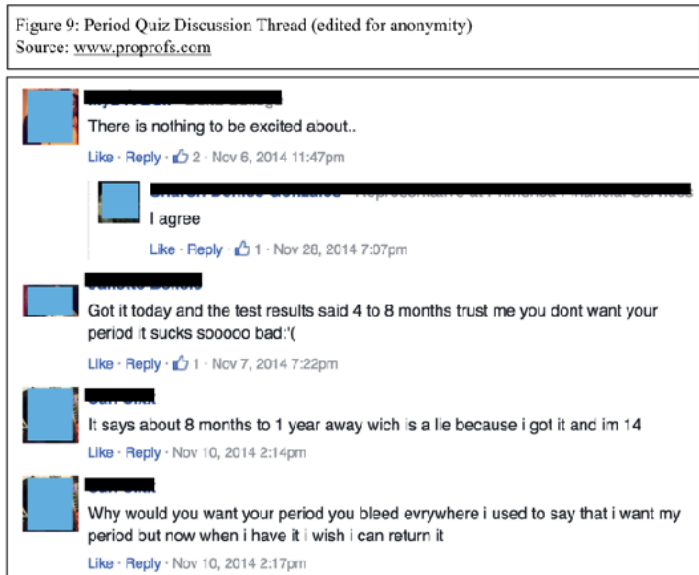 Figure 9: Period Quiz Discussion Thread (edited for anonymity)
Source: www.proprofs.com
There is nothing to be excited about..
Like · Reply · 2 · Nov 6, 2014 11:47pm
I agree
Like · Reply · 1 · Nov 28, 2014 7:07pm
Got it today and the test results said 4 to 8 months trust me you dont want your
period it sucks sooooo bad:'(
Like · Reply · 1 · Nov 7, 2014 7:22pm
It says about 8 months to 1 year away wich is a lie because i got it and im 14
Like · Reply · Nov 10, 2014 2:14pm
Why would you want your period you bleed evrywhere i used to say that i want my
period but now when i have it i wish i can return it
Like · Reply · Nov 10, 2014 2:17pm